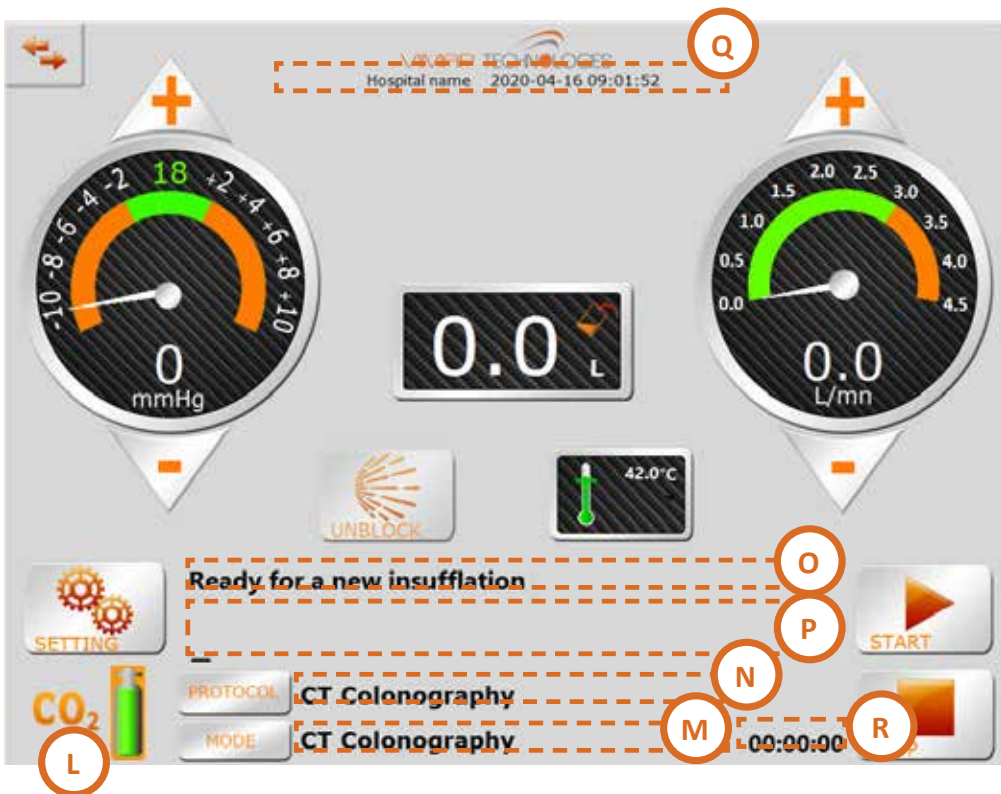 Q
TECHNOLOGIES
Hospital name 2020-04-16 09:01:52
+ +
-10 -8 -6 -4 -2 18 +2 +4 +6 +8 +10
0.0 0.5 1.0 1.5 2.0 2.5 3.0 3.5 4.0 4.5
0
mmHg
0.0
L
0.0
L/mn
- -
UNBLOCK
42.0°C
O
Ready for a new insufflation
P
SETTING
START
N
PROTOCOL CT Colonography
CO2
L
MODE CT Colonography
M
00:00:00
R